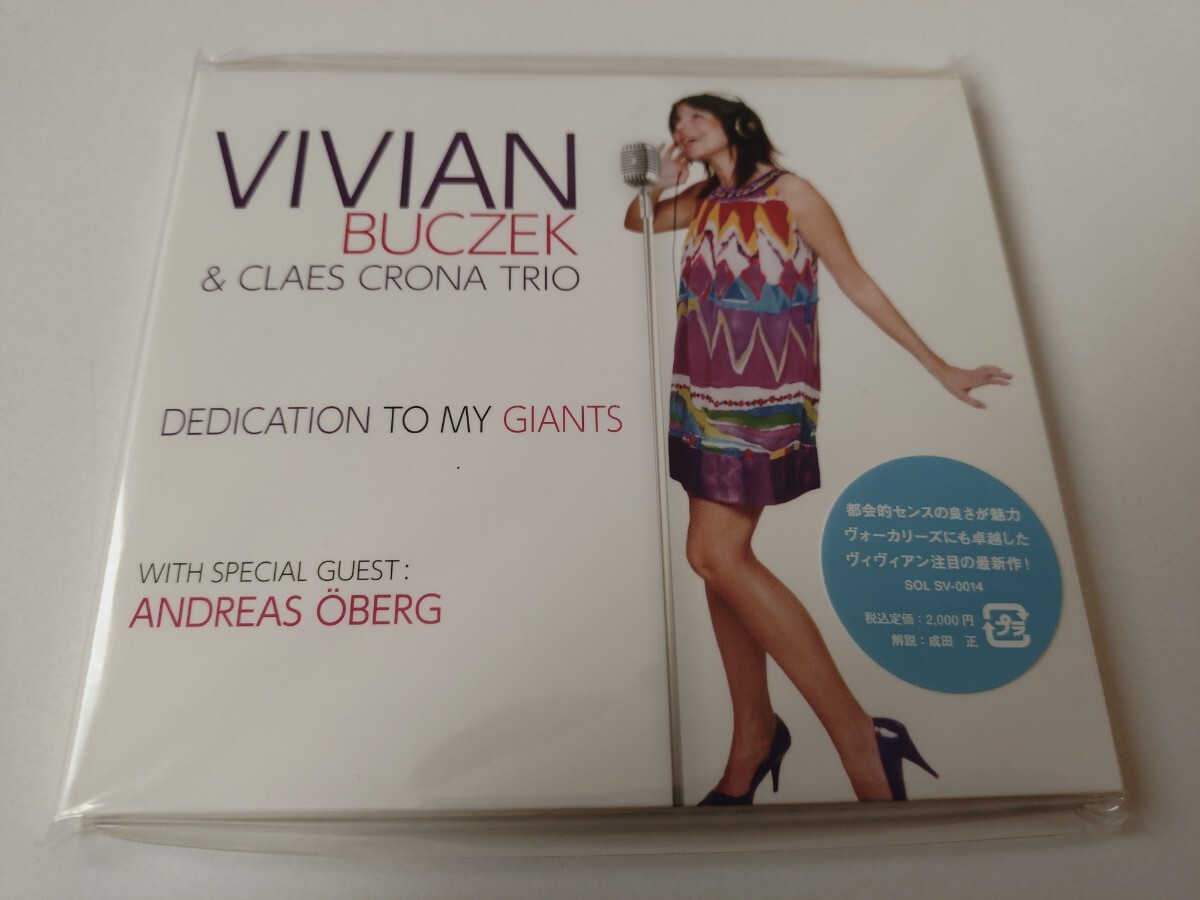 VIVIAN
BUCZEK
& CLAES CRONA TRIO
DEDICATION TO MY GIANTS
WITH SPECIAL GUEST:
ANDREAS ÖBERG
都会的センスの良さが魅力
ヴォーカリーズにも卓越した
ヴィヴィアン注目の最新作!
SOL SV-0014
税込定価:2,000円
解説:成田 正
プラ